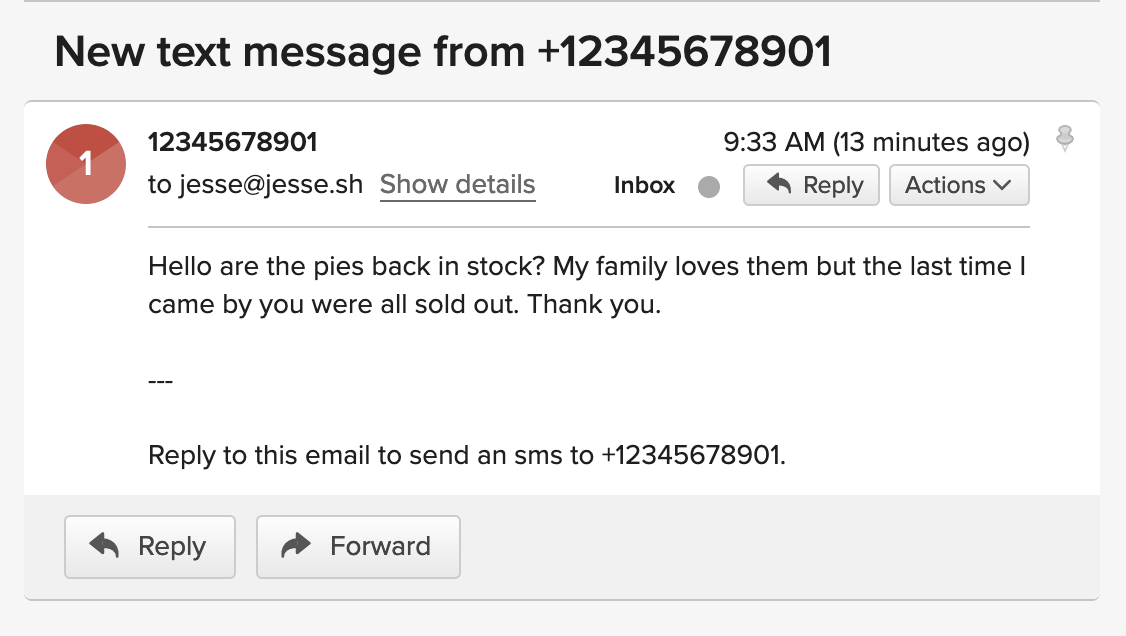 New text message from +12345678901
1
12345678901
9:33 AM (13 minutes ago)
to jesse@jesse.sh Show details
Inbox
Reply
Actions
Hello are the pies back in stock? My family loves them but the last time I
came by you were all sold out. Thank you.
---
Reply to this email to send an sms to +12345678901.
Reply
Forward